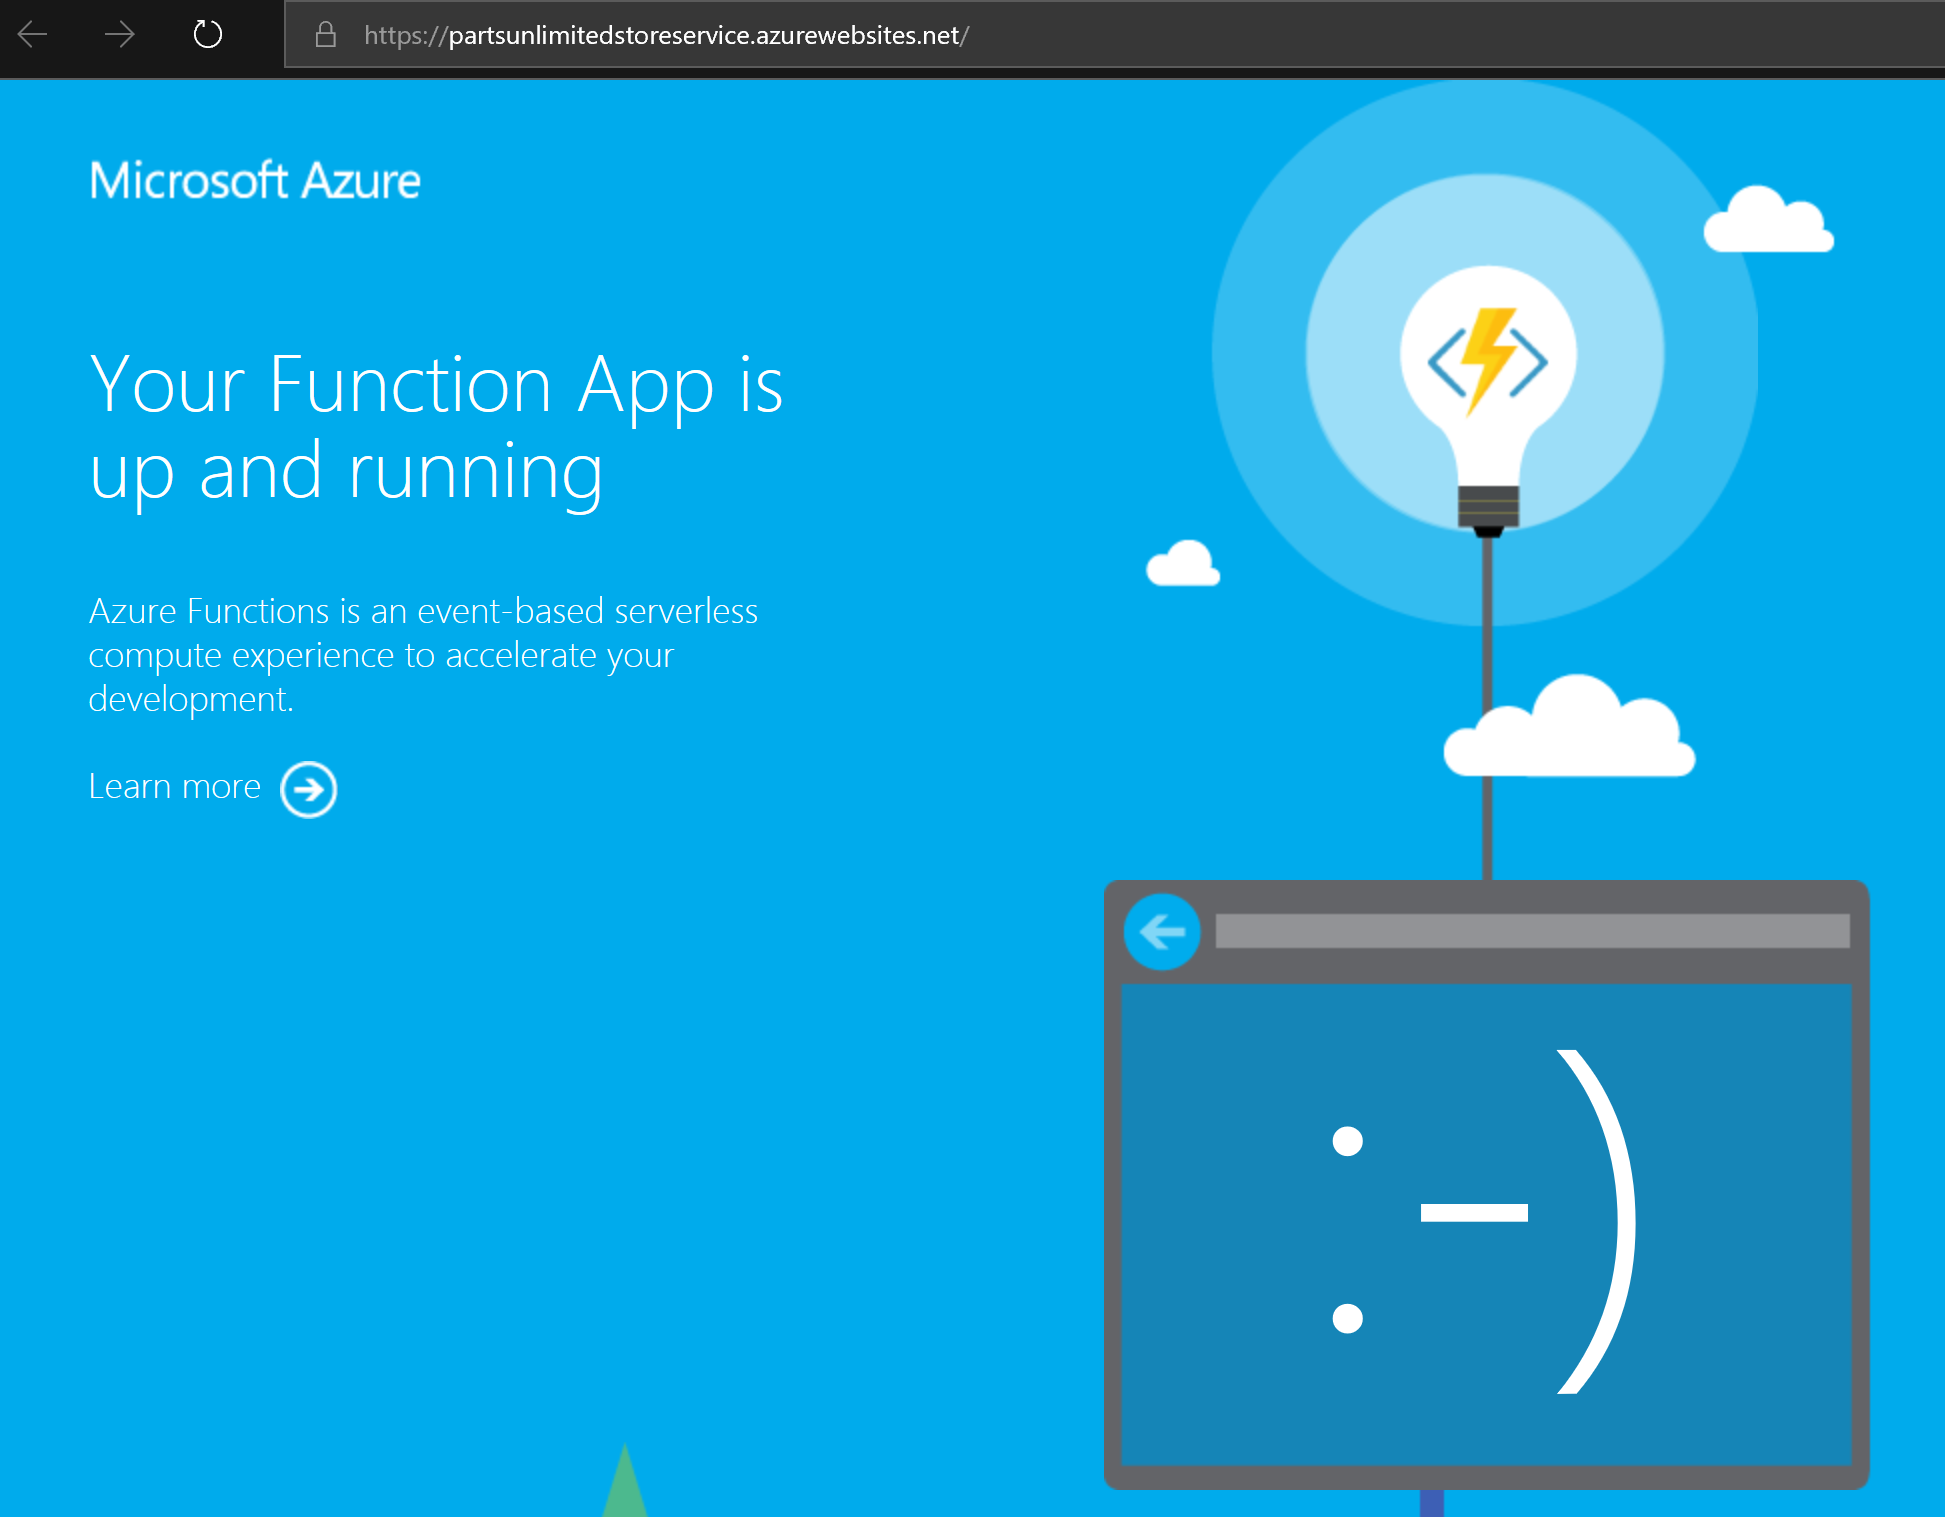 https://partsunlimitedstoreservice.azurewebsites.net/
Microsoft Azure
Your Function App is
up and running
Azure Functions is an event-based serverless
compute experience to accelerate your
development.
Learn more
:-)